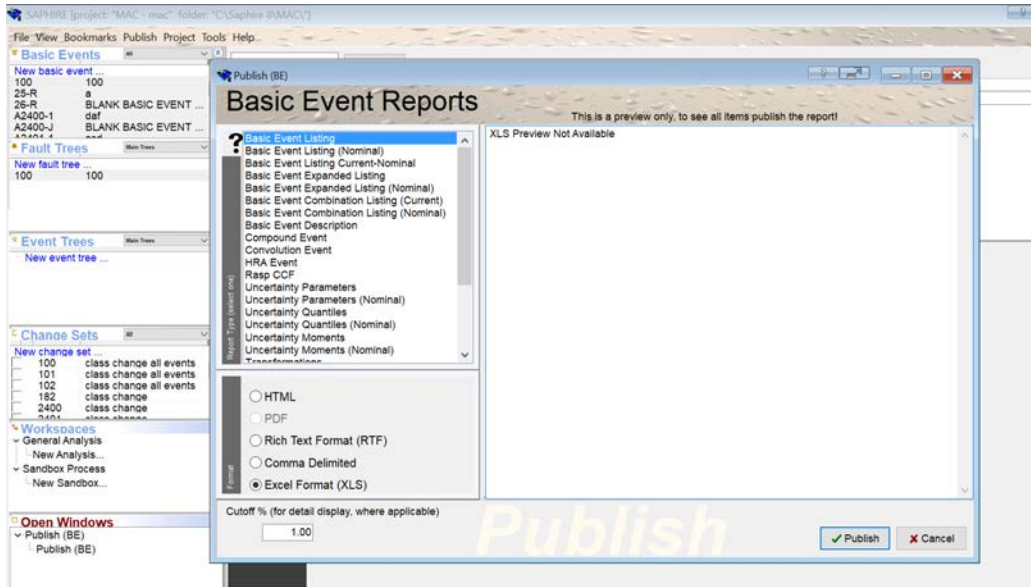 SAPHIRE [project: "MAC - mac" folder: "C:\Saphire 8\MAC\"]
File View Bookmarks Publish Project Tools Help
Basic Events All
New basic event ...
100 100
25-R a
26-R BLANK BASIC EVENT ...
A2400-1 daf
A2400-J BLANK BASIC EVENT ...
Fault Trees Main Trees
New fault tree ...
100 100
Event Trees Main Trees
New event tree ...
Change Sets All
New change set ...
100 class change all events
101 class change all events
102 class change all events
182 class change
2400 class change
2401 class change
Workspaces
General Analysis
New Analysis...
Sandbox Process
New Sandbox...
Open Windows
Publish (BE)
Publish (BE)
Publish (BE)
Basic Event Reports
This is a preview only, to see all items publish the report!
?
Report Type (select one)
Basic Event Listing
Basic Event Listing (Nominal)
Basic Event Listing Current-Nominal
Basic Event Expanded Listing
Basic Event Expanded Listing (Nominal)
Basic Event Combination Listing (Current)
Basic Event Combination Listing (Nominal)
Basic Event Description
Compound Event
Convolution Event
HRA Event
Rasp CCF
Uncertainty Parameters
Uncertainty Parameters (Nominal)
Uncertainty Quantiles
Uncertainty Quantiles (Nominal)
Uncertainty Moments
Uncertainty Moments (Nominal)
Transformations
XLS Preview Not Available
Format
HTML
PDF
Rich Text Format (RTF)
Comma Delimited
Excel Format (XLS)
Cutoff % (for detail display, where applicable)
1.00
Publish
Publish
Cancel